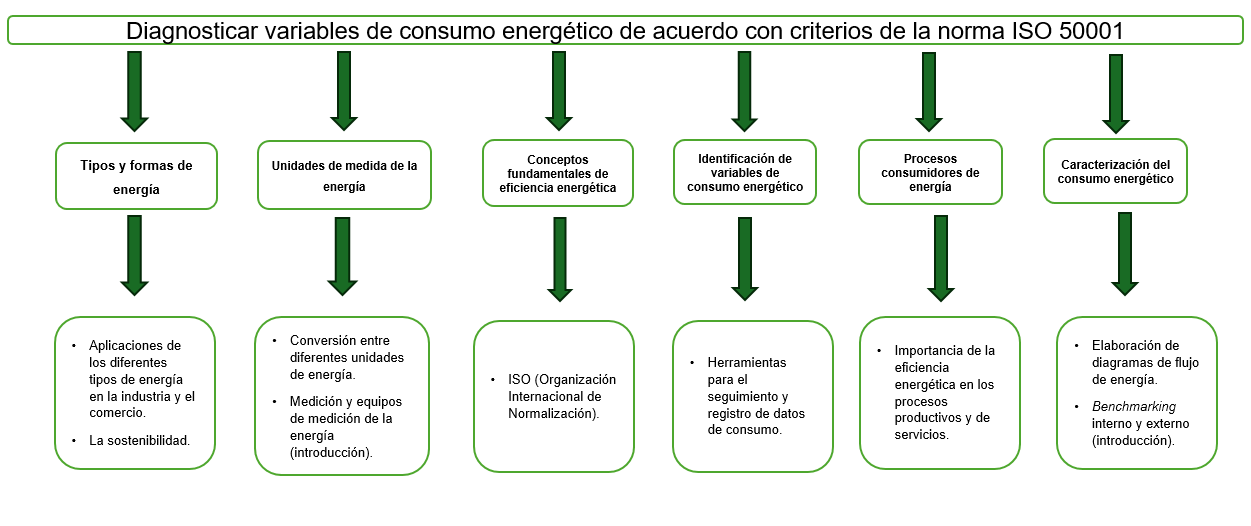 Diagnosticar variables de consumo energético de acuerdo con criterios de la norma ISO 50001
Tipos y formas de
energía
Unidades de medida de la
energía
Conceptos
fundamentales de
eficiencia energética
Identificación de
variables de
consumo energético
Procesos
consumidores de
energía
Caracterización del
consumo energético
• Aplicaciones de
los diferentes
tipos de energía
en la industria y el
comercio.
• La sostenibilidad.
• Conversión entre
diferentes unidades
de energía.
• Medición y equipos
de medición de la
energía
(introducción).
• ISO (Organización
Internacional de
Normalización).
• Herramientas
para el
seguimiento y
registro de datos
de consumo.
• Importancia de la
eficiencia
energética en los
procesos
productivos y de
servicios.
• Elaboración de
diagramas de flujo
de energía.
• Benchmarking
interno y externo
(introducción).